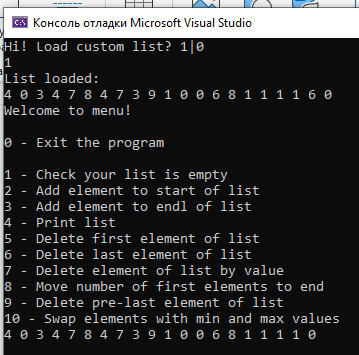 Консоль отладки Microsoft Visual Studio
Hi! Load custom list? 1|0
1
List loaded:
4 0 3 4 7 8 4 7 3 9 1 0 0 6 8 1 1 1 1 6 0
Welcome to menu!
0 - Exit the program
1 - Check your list is empty
2 - Add element to start of list
3 - Add element to endl of list
4 - Print list
5 - Delete first element of list
6 - Delete last element of list
7 - Delete element of list by value
8 - Move number of first elements to end
9 - Delete pre-last element of list
10 - Swap elements with min and max values
4 0 3 4 7 8 4 7 3 9 1 0 0 6 8 1 1 1 1 0